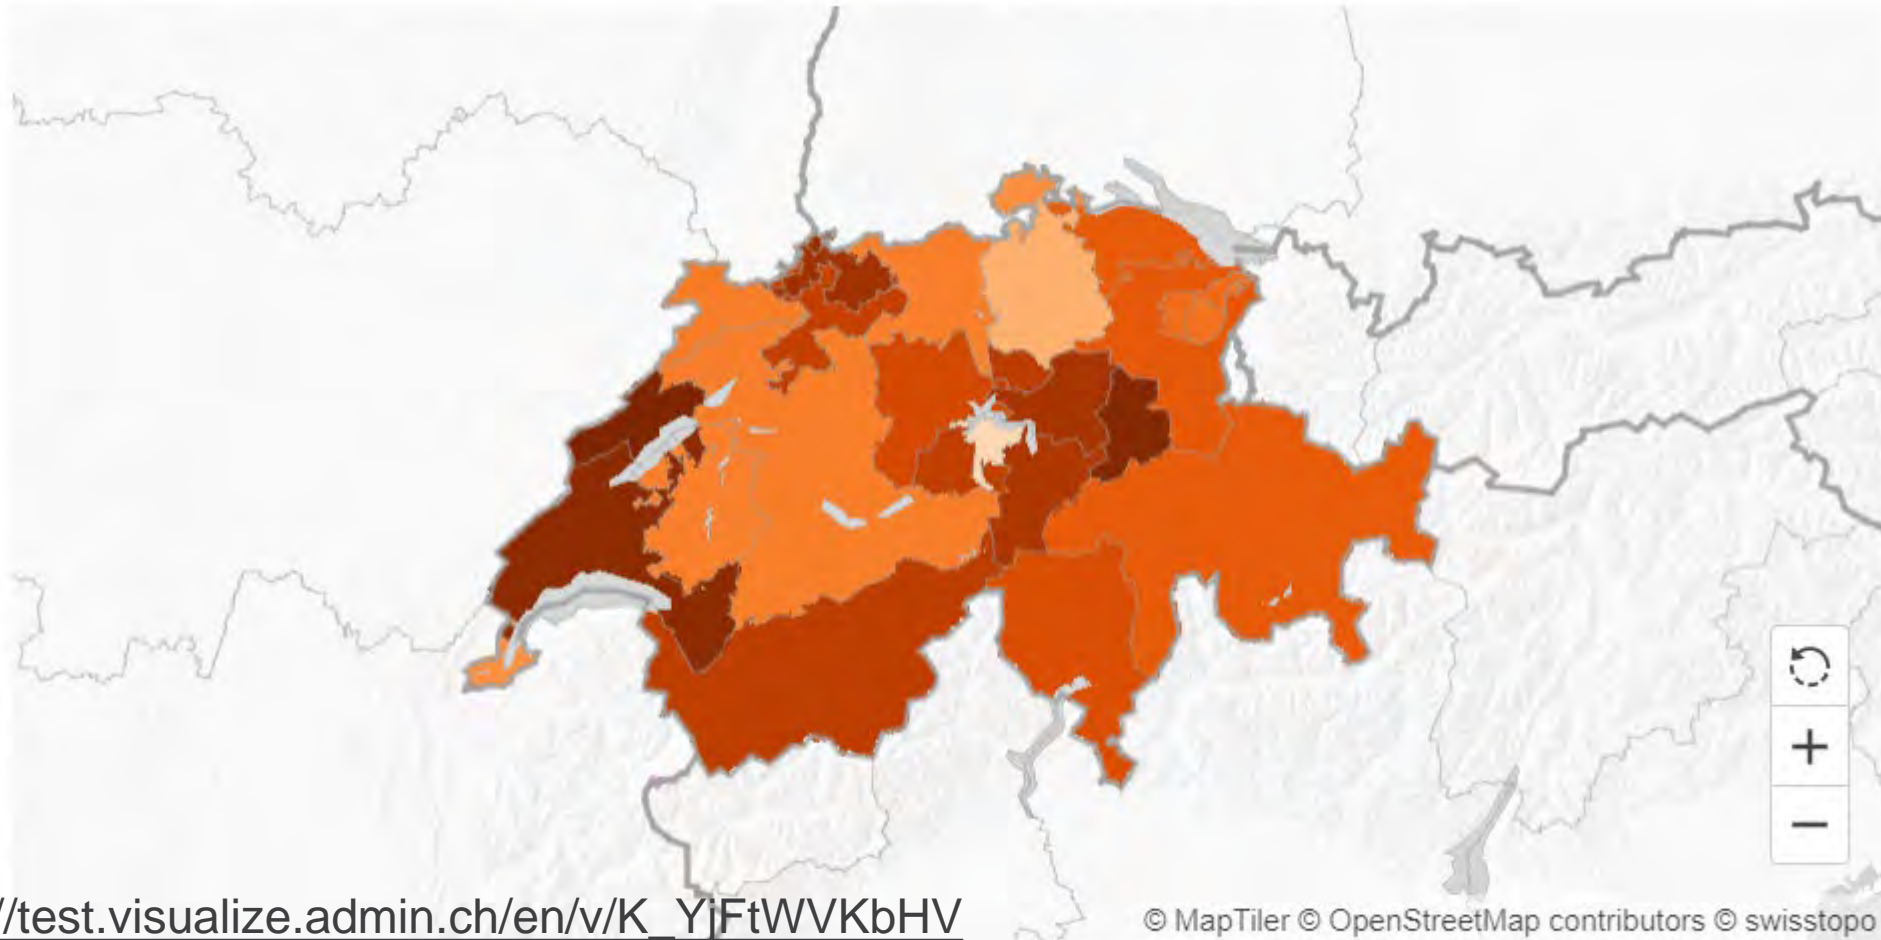 //test.visualize.admin.ch/en/v/K_YjFtWVKbHV
© MapTiler © OpenStreetMap contributors © swisstopo